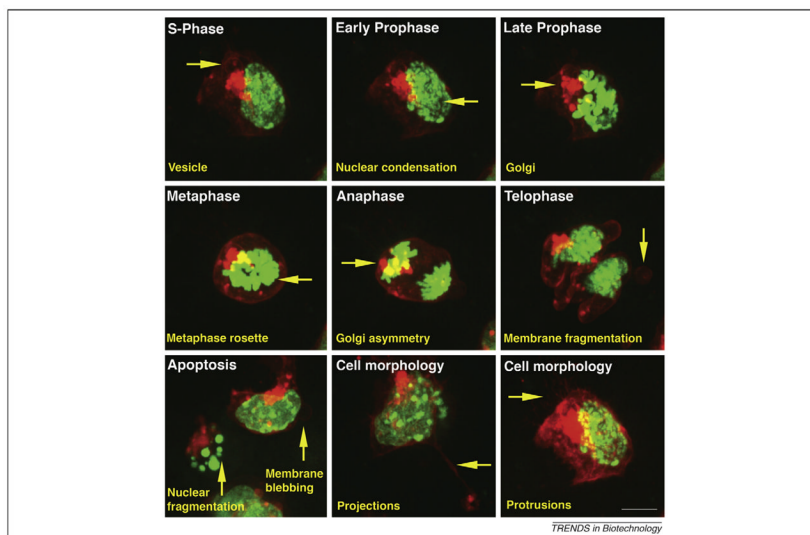 S-Phase
Vesicle
Early Prophase
Nuclear condensation
Late Prophase
Golgi
Metaphase
Metaphase rosette
Anaphase
Golgi asymmetry
Telophase
Membrane fragmentation
Apoptosis
Nuclear
fragmentation
Membrane
blebbing
Cell morphology
Projections
Cell morphology
Protrusions
TRENDS in Biotechnology